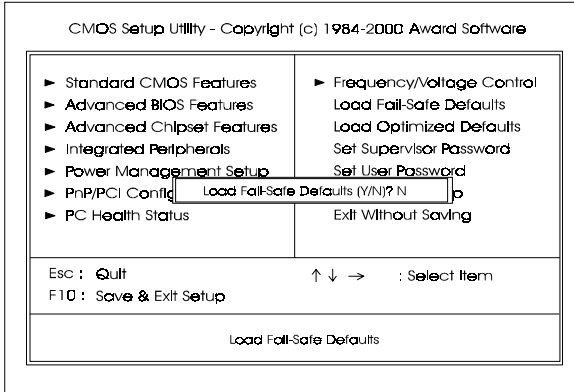 CMOS Setup Utility - Copyright (c) 1984-2000 Award Software
► Standard CMOS Features
► Advanced BIOS Features
► Advanced Chipset Features
► Integrated Peripherals
► Power Management Setup
► PnP/PCI Config
► PC Health Status
► Frequency/Voltage Control
Load Fail-Safe Defaults
Load Optimized Defaults
Set Supervisor Password
Set User Password
p
Exit Without Saving
Load Fail-Safe Defaults (Y/N)? N
Esc : Quit
F10 : Save & Exit Setup
↑ ↓ → : Select Item
Load Fail-Safe Defaults